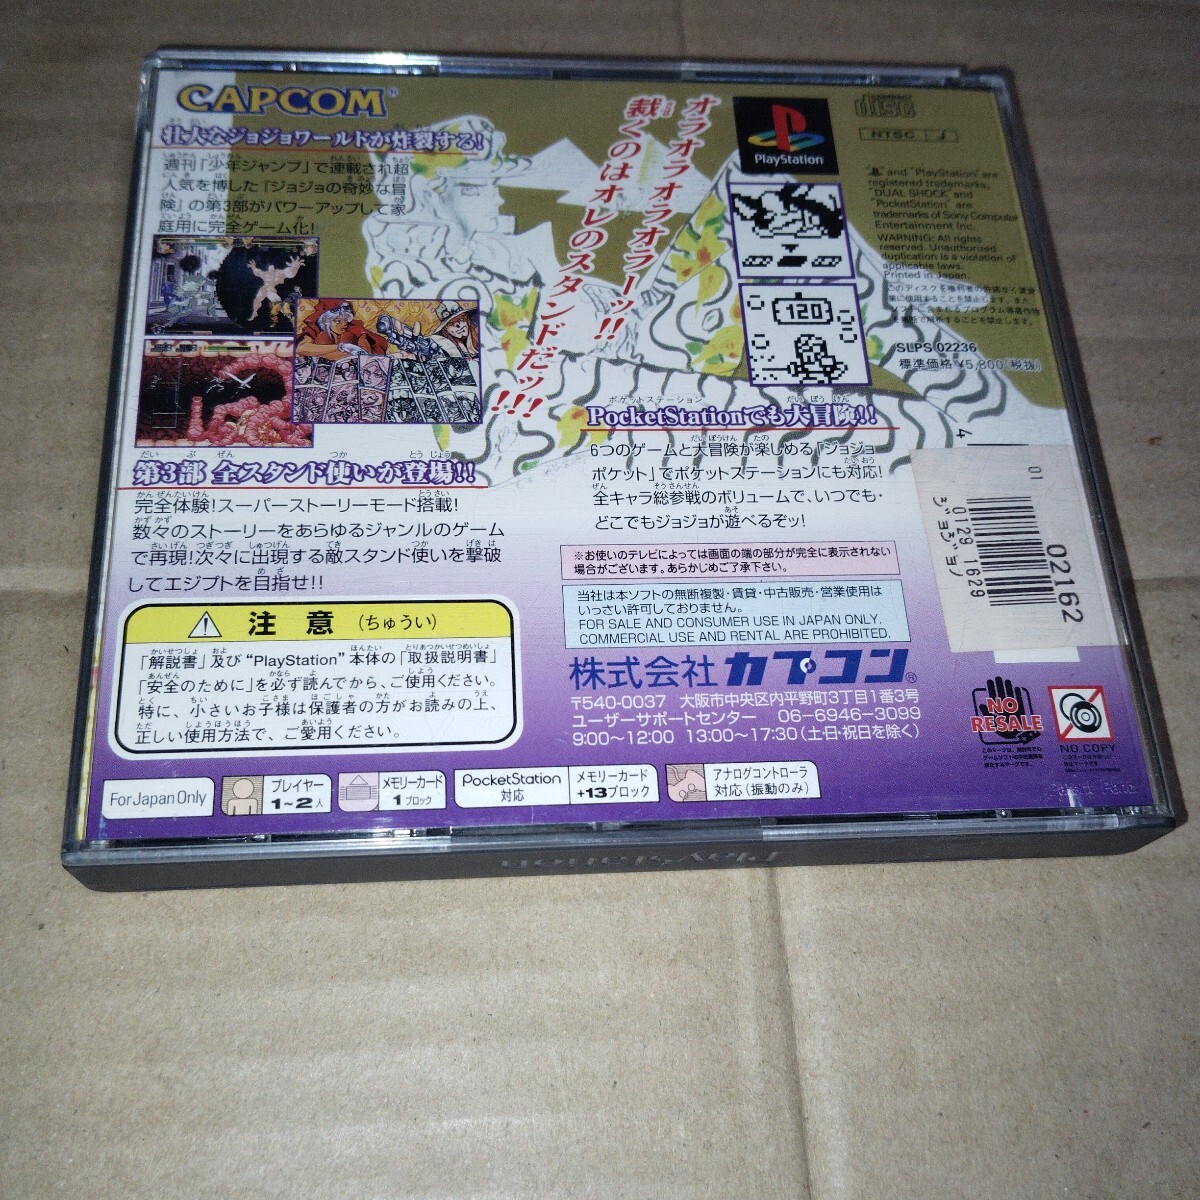 CAPCOM®
壮大なジョジョワールドが炸裂する!
週刊「少年ジャンプ」で連載され超
人気を博した『ジョジョの奇妙な冒
険』の第3部がパワーアップして家
庭用に完全ゲーム化!
オラオラオラオラーッ!!
裁くのはオレのスタンドだッ!!!
PlayStation
COMPACT
disc
NTSC J
and "PlayStation" are
registered trademarks,
"DUAL SHOCK" and
"PocketStation" are
trademarks of Sony Computer
Entertainment Inc.
WARNING: All rights
reserved. Unauthorized
duplication is a violation of
applicable laws.
Printed in Japan.
SLPS 02236
標準価格 ¥5,800(税抜)
120
第3部 全スタンド使いが登場!!
完全体験!スーパーストーリーモード搭載!
数々のストーリーをあらゆるジャンルのゲーム
で再現!次々に出現する敵スタンド使いを撃破
してエジプトを目指せ!!
ポケットステーション
PocketStationでも大冒険!!
6つのゲームと大冒険が楽しめる「ジョジョ
ポケット」でポケットステーションにも対応!
全キャラ総参戦のボリュームで、いつでも・
どこでもジョジョが遊べるぞッ!
※お使いのテレビによっては画面の端の部分が完全に表示されない
場合がございます。あらかじめご了承下さい。
当社は本ソフトの無断複製・賃貸・中古販売・営業使用は
いっさい許可しておりません。
FOR SALE AND CONSUMER USE IN JAPAN ONLY.
COMMERCIAL USE AND RENTAL ARE PROHIBITED.
株式会社 カプコン®
〒540-0037 大阪市中央区内平野町3丁目1番3号
ユーザーサポートセンター 06-6946-3099
9:00〜12:00 13:00〜17:30(土日・祝日を除く)
注意(ちゅうい)
「解説書」及び"PlayStation"本体の「取扱説明書」
「安全のために」を必ず読んでから、ご使用ください。
特に、小さいお子様は保護者の方がお読みの上、
正しい使用方法で、ご愛用ください。
For Japan Only
プレイヤー
1〜2人
メモリーカード
1ブロック
PocketStation
対応
メモリーカード
+13ブロック
アナログコントローラ
対応(振動のみ)
01
0129 1629
ジョジョ
02162
NO
RESALE
NO COPY
PlayStation